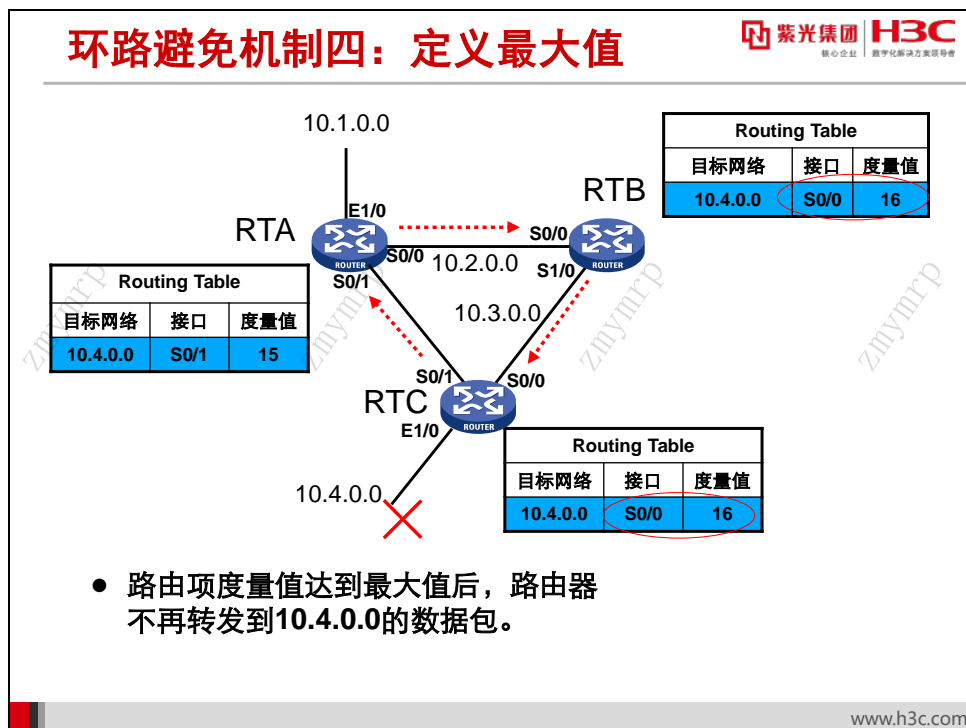 环路避免机制四：定义最大值
紫光集团 H3C
核心企业 数字化解决方案领导者
10.1.0.0
Routing Table
目标网络 接口 度量值
10.4.0.0 S0/0 16
RTB
RTA
E1/0
S0/0
S0/0
10.2.0.0
S1/0
ROUTER
ROUTER
S0/1
Routing Table
目标网络 接口 度量值
10.4.0.0 S0/1 15
10.3.0.0
zmymrp
zmymrp
zmymrp
zmymrp
S0/1
S0/0
RTC
ROUTER
E1/0
Routing Table
目标网络 接口 度量值
10.4.0.0 S0/0 16
10.4.0.0
● 路由项度量值达到最大值后，路由器
不再转发到10.4.0.0的数据包。
www.h3c.com